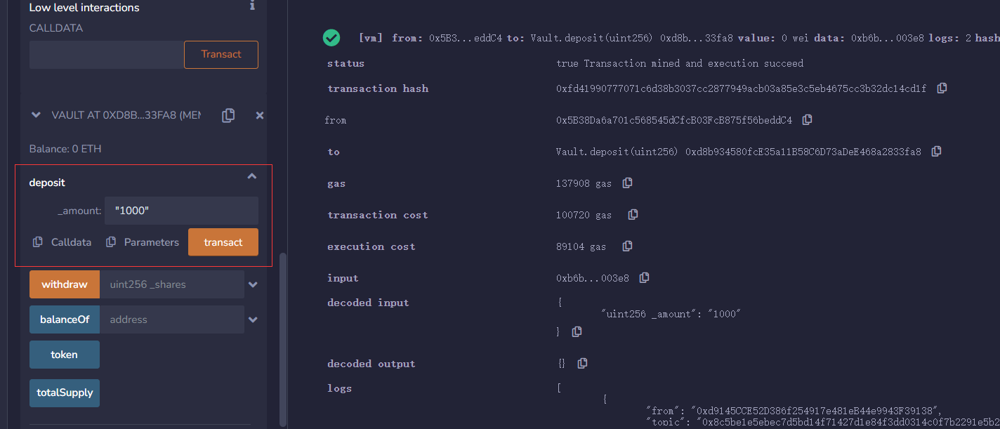 Low level interactions
CALLDATA
Transact
VAULT AT 0XD8B...33FA8 (MEM
Balance: 0 ETH
deposit
_amount: "1000"
Calldata Parameters transact
withdraw uint256 _shares
balanceOf address
token
totalSupply
[vm] from: 0x5B3...eddC4 to: Vault.deposit(uint256) 0xd8b...33fa8 value: 0 wei data: 0xb6b...003e8 logs: 2 hash
status true Transaction mined and execution succeed
transaction hash 0xfd41990777071c6d38b3037cc2877949acb03a85e3c5eb4675cc3b32dc14cd1f
from 0x5B38Da6a701c568545dCfcB03FcB875f56beddC4
to Vault.deposit(uint256) 0xd8b934580fcE35a11B58C6D73aDeE468a2833fa8
gas 137908 gas
transaction cost 100720 gas
execution cost 89104 gas
input 0xb6b...003e8
decoded input {
"uint256 _amount": "1000"
}
decoded output {}
logs [
{
"from": "0xd9145CCE52D386f254917e481eB44e9943F39138",
"topic": "0x8c5be1e5ebec7d5bd14f71427d1e84f3dd0314c0f7b2291e5b2